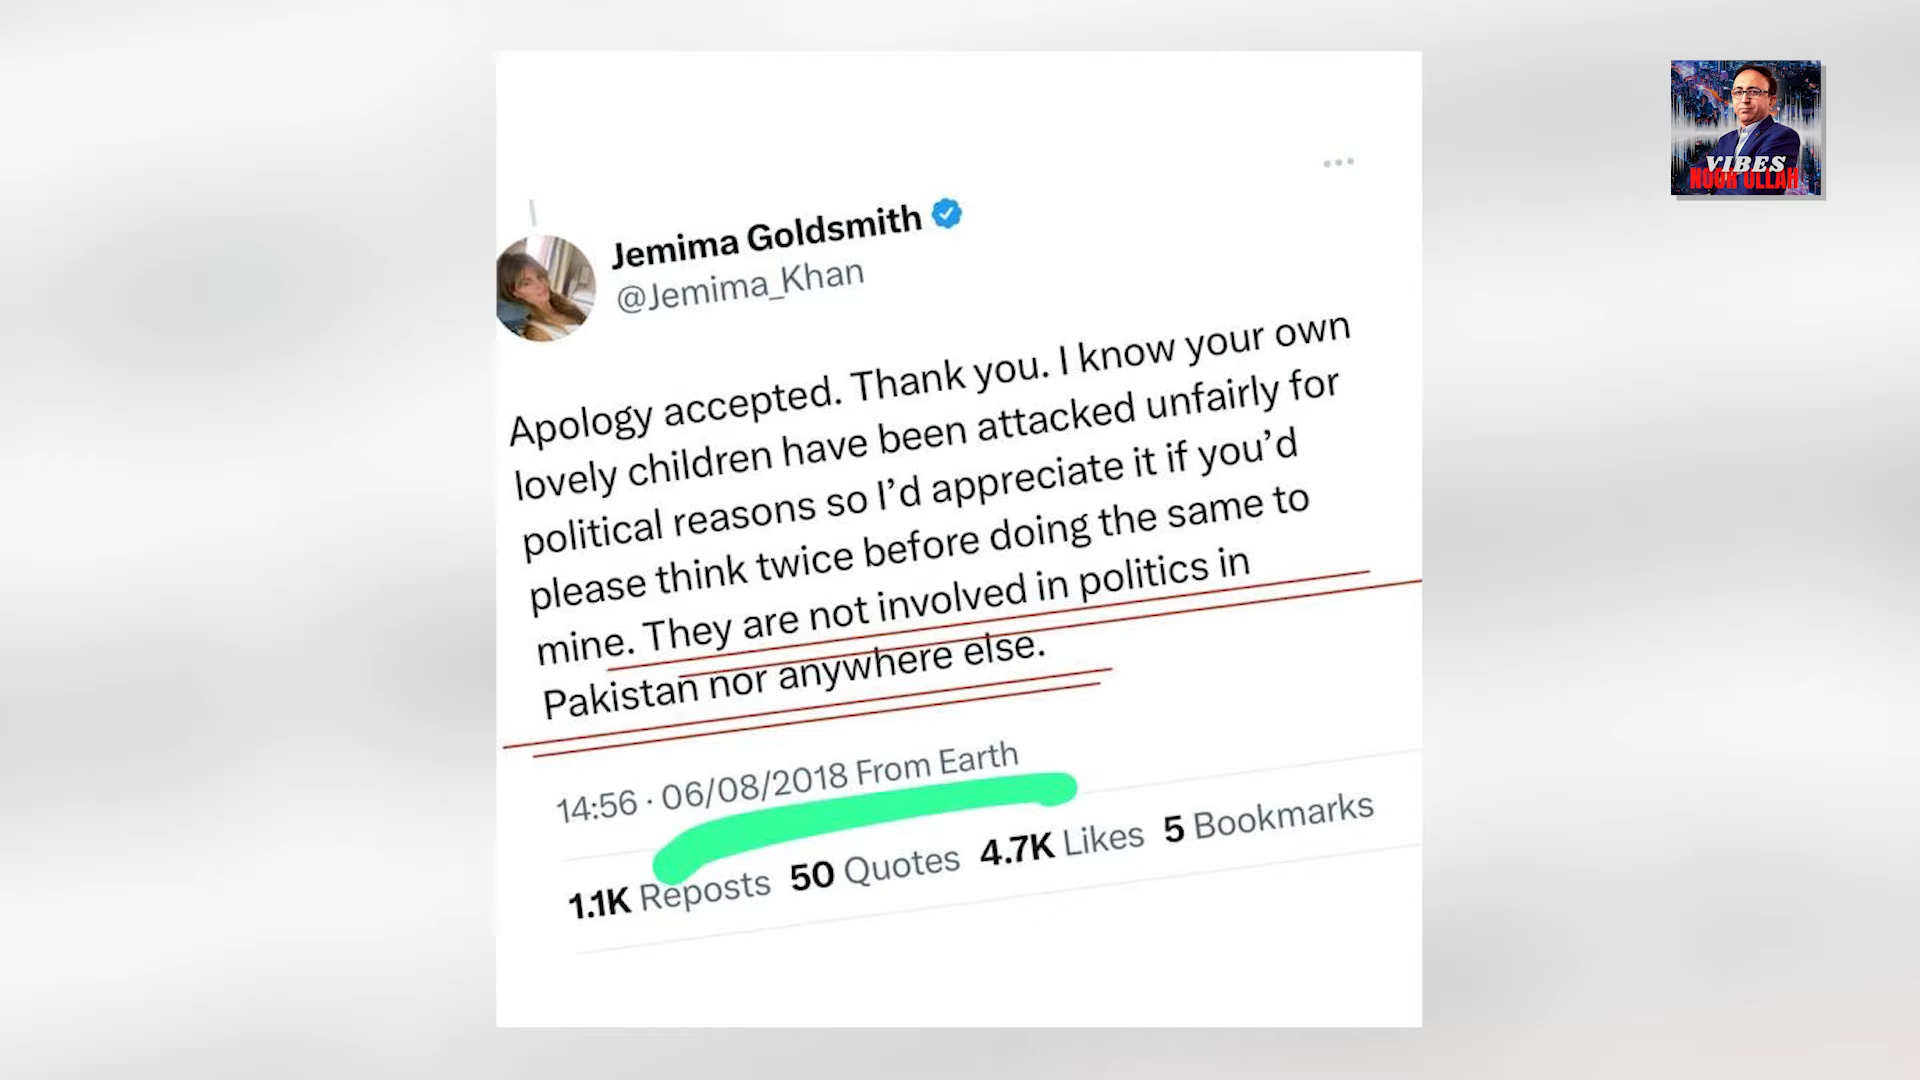 VIBES
NOOR ULLAH
Jemima Goldsmith
@Jemima_Khan
Apology accepted. Thank you. I know your own
lovely children have been attacked unfairly for
political reasons so I’d appreciate it if you’d
please think twice before doing the same to
mine. They are not involved in politics in
Pakistan nor anywhere else.
14:56 · 06/08/2018 From Earth
1.1K Reposts 50 Quotes 4.7K Likes 5 Bookmarks